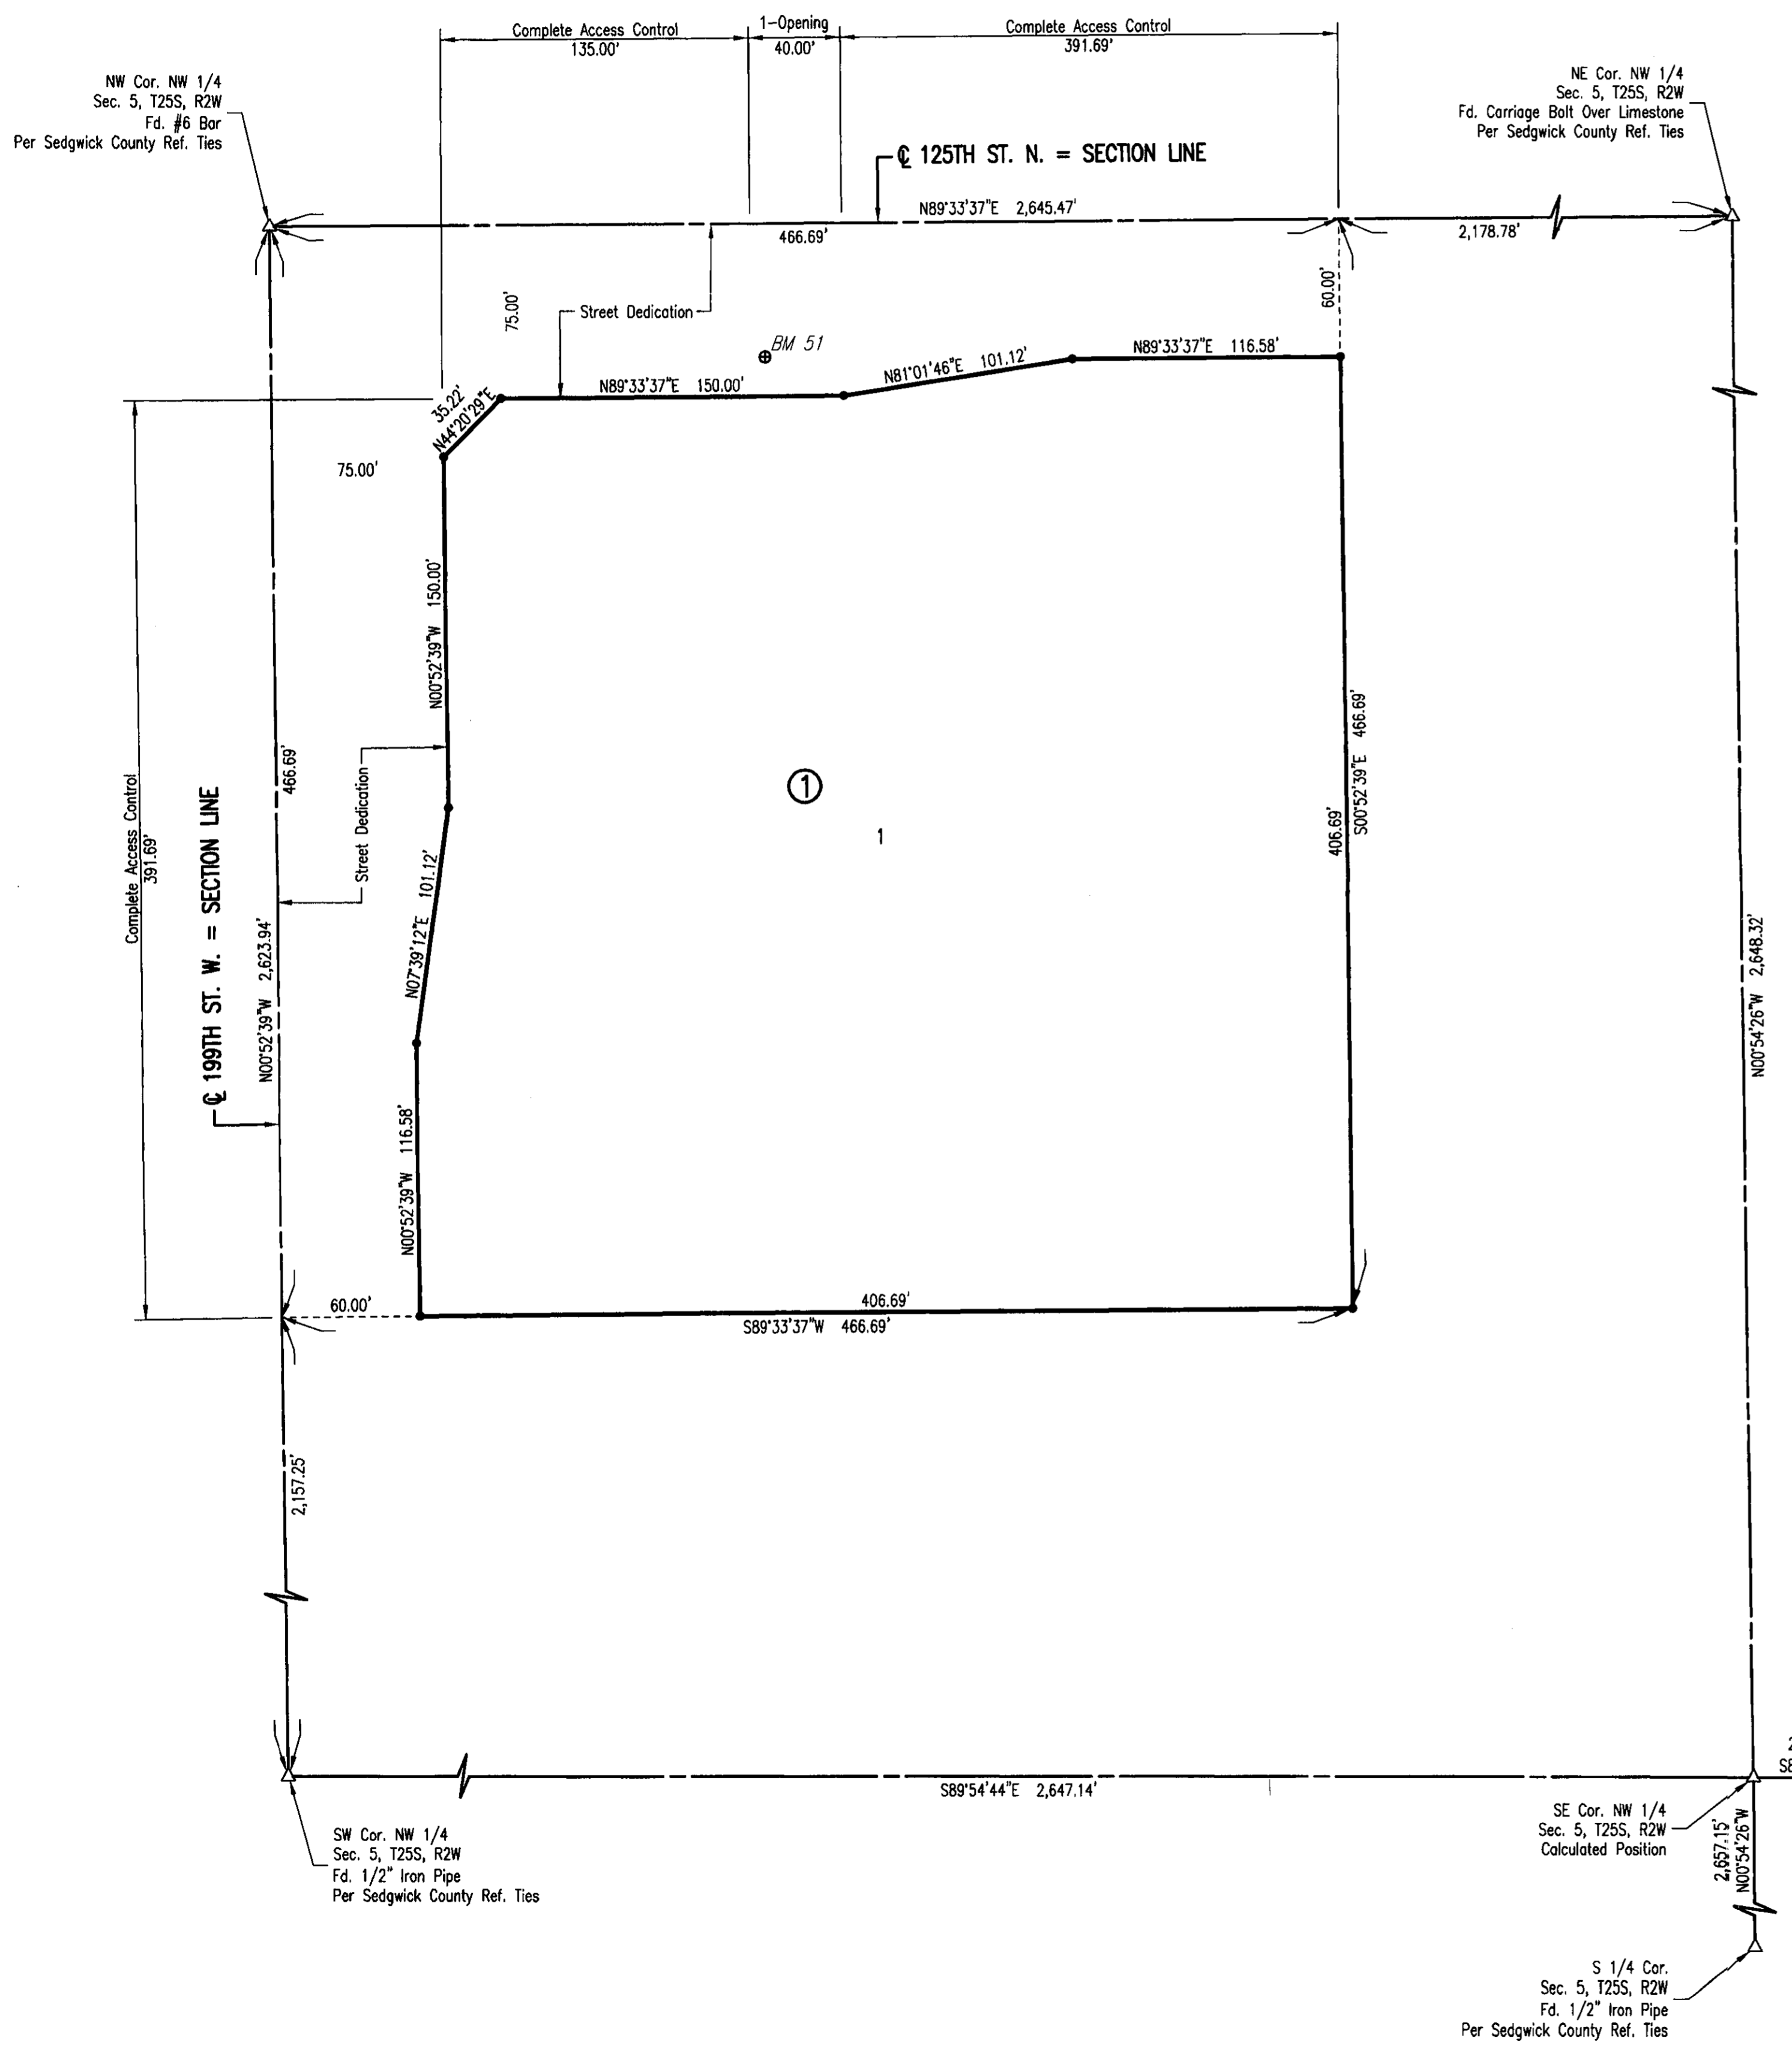 Complete Access Control
135.00'
1-Opening
40.00'
Complete Access Control
391.69'
NW Cor. NW 1/4
Sec. 5, T25S, R2W
Fd. #6 Bar
Per Sedgwick County Ref. Ties
NE Cor. NW 1/4
Sec. 5, T25S, R2W
Fd. Carriage Bolt Over Limestone
Per Sedgwick County Ref. Ties
℄ 125TH ST. N. = SECTION LINE
N89°33'37"E 2,645.47'
466.69'
2,178.78'
75.00'
Street Dedication
60.00'
BM 51
N89°33'37"E 150.00'
N81°01'46"E 101.12'
N89°33'37"E 116.58'
35.22'
N44°20'29"E
75.00'
N00°52'39"W 150.00'
466.69'
Street Dedication
Complete Access Control
391.69'
℄ 199TH ST. W. = SECTION LINE
N00°52'39"W 2,623.94'
N07°39'12"E 101.12'
1
1
406.69'
S00°52'39"E 466.69'
N00°54'26"W 2,648.32'
N00°52'39"W 116.58'
60.00'
406.69'
S89°33'37"W 466.69'
2,157.25'
S89°54'44"E 2,647.14'
2
S8
SW Cor. NW 1/4
Sec. 5, T25S, R2W
Fd. 1/2" Iron Pipe
Per Sedgwick County Ref. Ties
SE Cor. NW 1/4
Sec. 5, T25S, R2W
Calculated Position
2,657.15'
N00°54'26"W
S 1/4 Cor.
Sec. 5, T25S, R2W
Fd. 1/2" Iron Pipe
Per Sedgwick County Ref. Ties